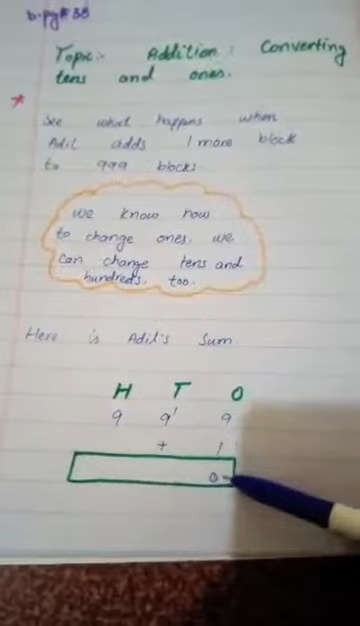 b.pg# 38
Topic:- Addition: Converting
tens and ones.
See what happens when
Adil adds 1 more block
to 999 blocks.
we know how
to change ones. we
can change tens and
hundreds. too.
Here is Adil's Sum
H T O
9 9' 9
+ 1
0